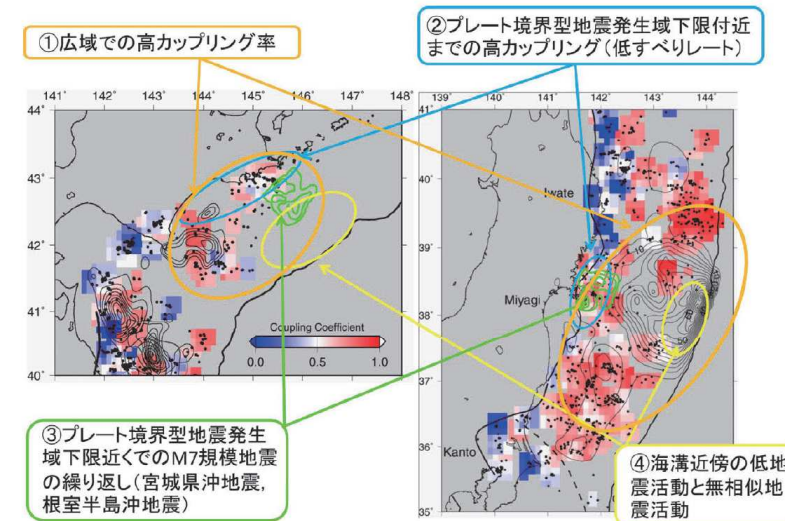 ①広域での高カップリング率
②プレート境界型地震発生域下限付近
までの高カップリング(低すべりレート)
141° 142° 143° 144° 145° 146° 147° 148°
44°
43°
42°
41°
40°
Coupling Coefficient
0.0 0.5 1.0
139° 140° 141° 142° 143° 144°
41°
40°
39°
38°
37°
36°
35°
Iwate
Miyagi
Kanto
10
50
③プレート境界型地震発生
域下限近くでのM7規模地震
の繰り返し(宮城県沖地震,
根室半島沖地震)
④海溝近傍の低地
震活動と無相似地
震活動